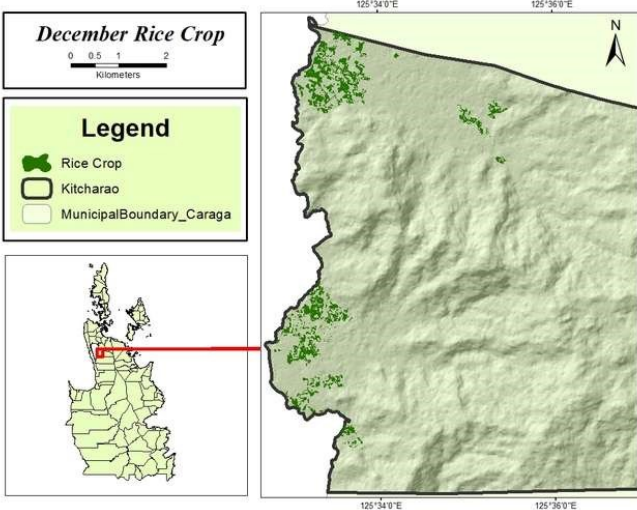 December Rice Crop
0 0.5 1 2
Kilometers
Legend
Rice Crop
Kitcharao
MunicipalBoundary_Caraga
125°34'0"E 125°36'0"E
N
125°34'0"E 125°36'0"E